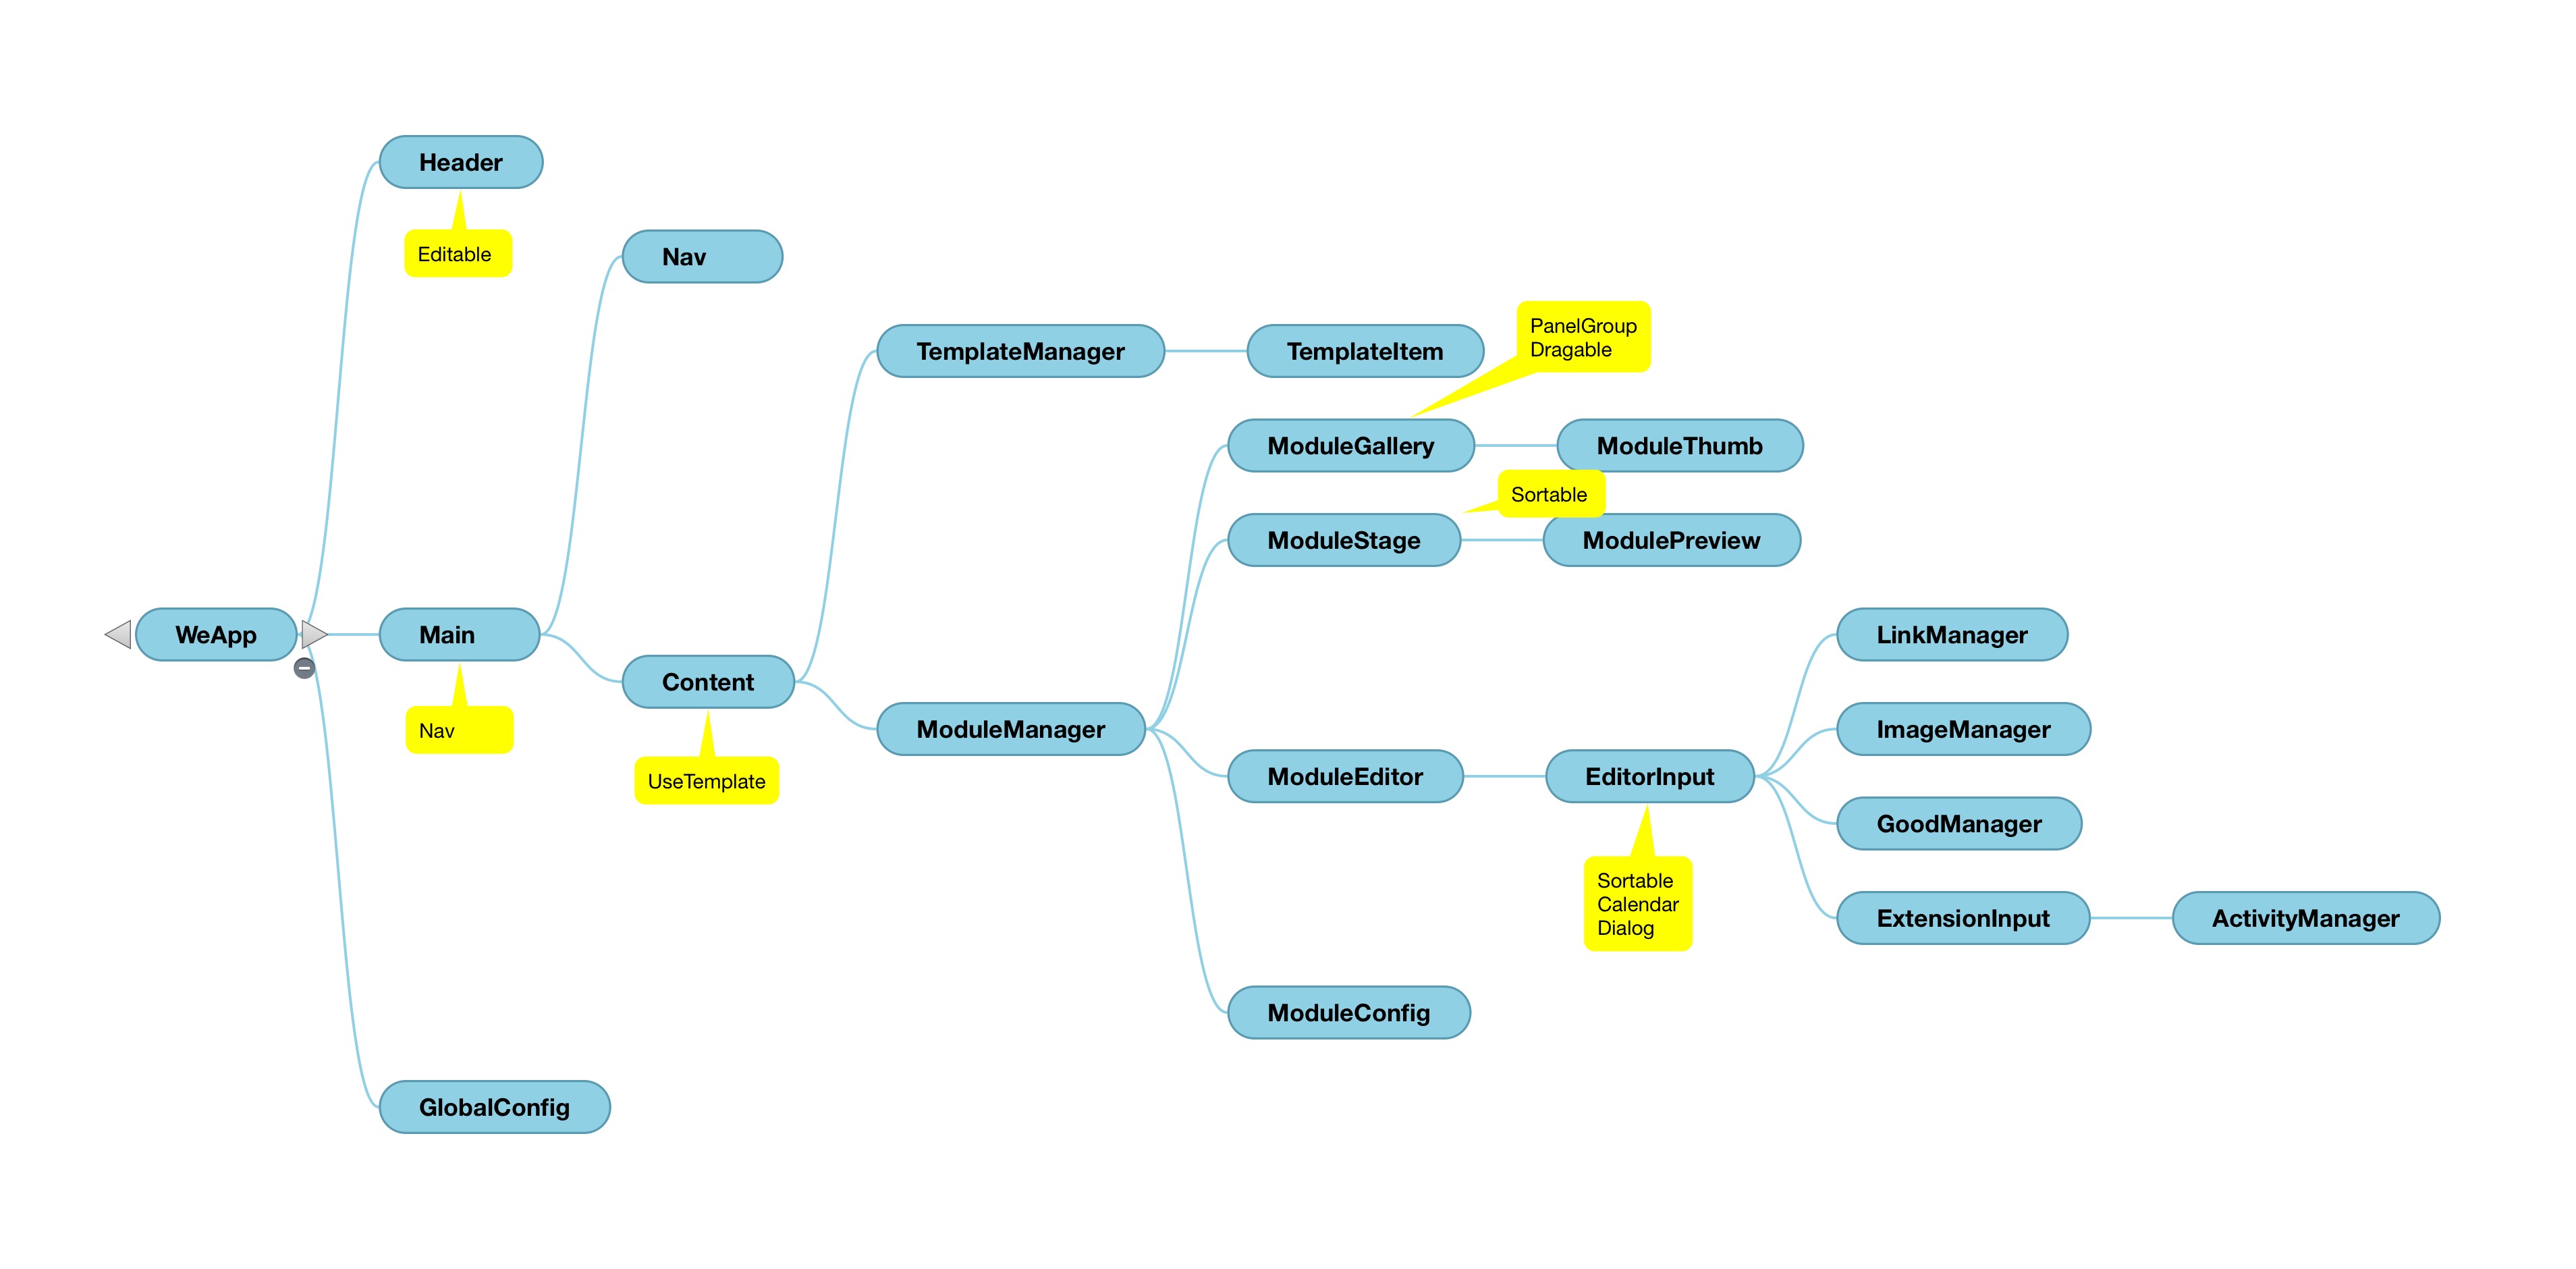 Header
Editable
Nav
TemplateManager
TemplateItem
PanelGroup
Dragable
ModuleGallery
ModuleThumb
Sortable
ModuleStage
ModulePreview
WeApp
Main
Nav
Content
UseTemplate
ModuleManager
ModuleEditor
EditorInput
Sortable
Calendar
Dialog
LinkManager
ImageManager
GoodManager
ExtensionInput
ActivityManager
ModuleConfig
GlobalConfig